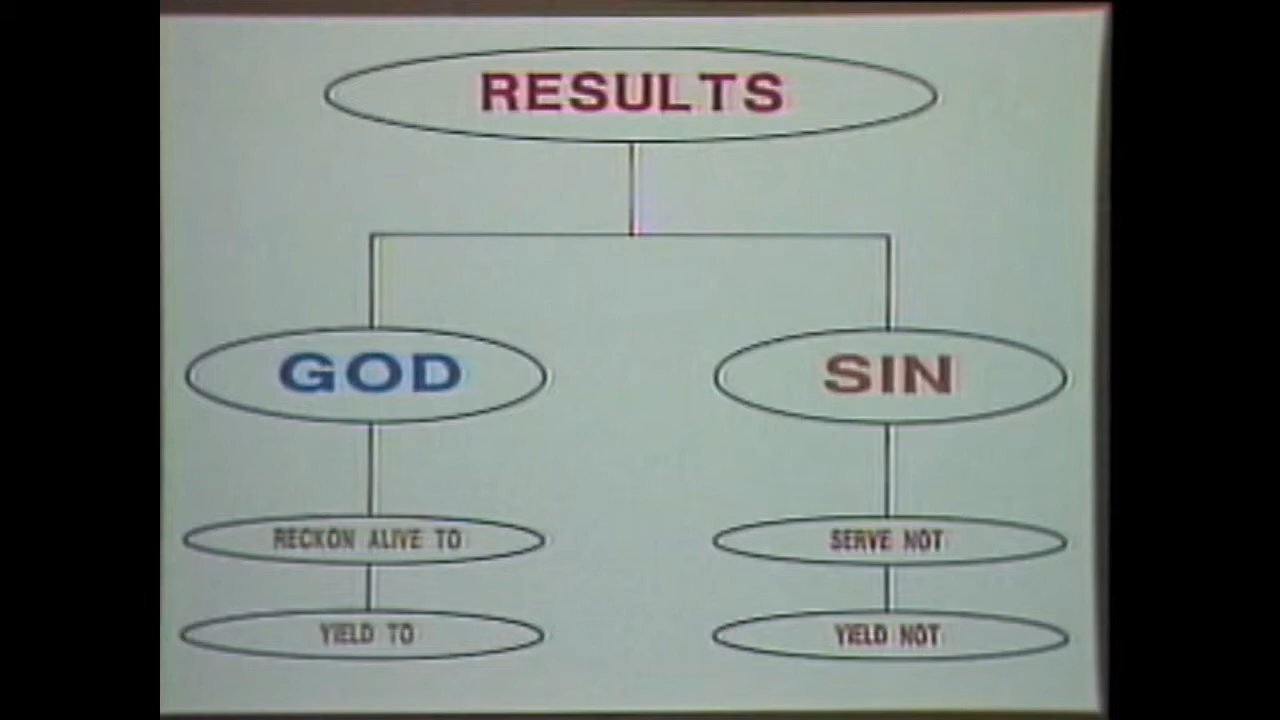 RESULTS
GOD
SIN
RECKON ALIVE TO
SERVE NOT
YIELD TO
YIELD NOT